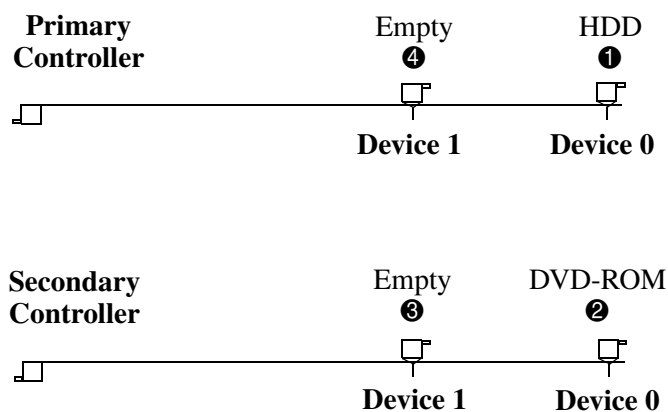 Primary
Controller
Empty
HDD
❹
❶
Device 1
Device 0
Secondary
Controller
Empty
DVD-ROM
❸
❷
Device 1
Device 0